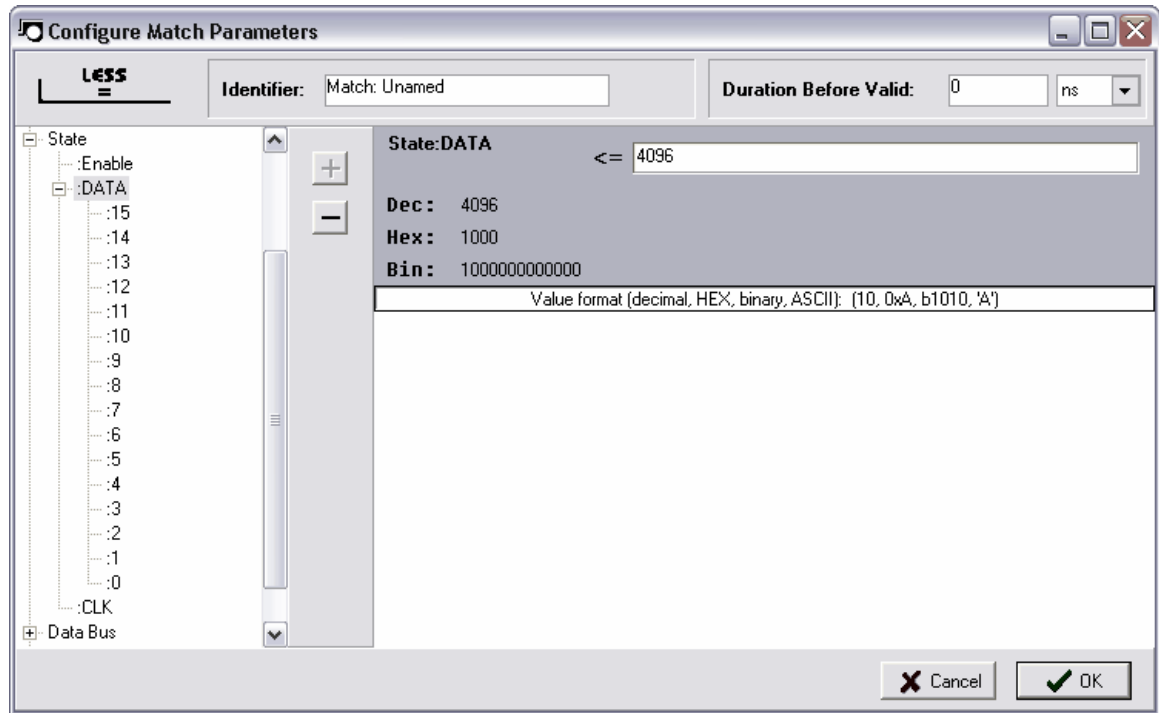 Configure Match Parameters
LESS
=
Identifier: Match: Unamed
Duration Before Valid: 0 ns
State
:Enable
:DATA
:15
:14
:13
:12
:11
:10
:9
:8
:7
:6
:5
:4
:3
:2
:1
:0
:CLK
Data Bus
State:DATA <= 4096
Dec: 4096
Hex: 1000
Bin: 1000000000000
Value format (decimal, HEX, binary, ASCII): (10, 0xA, b1010, 'A')
Cancel
OK